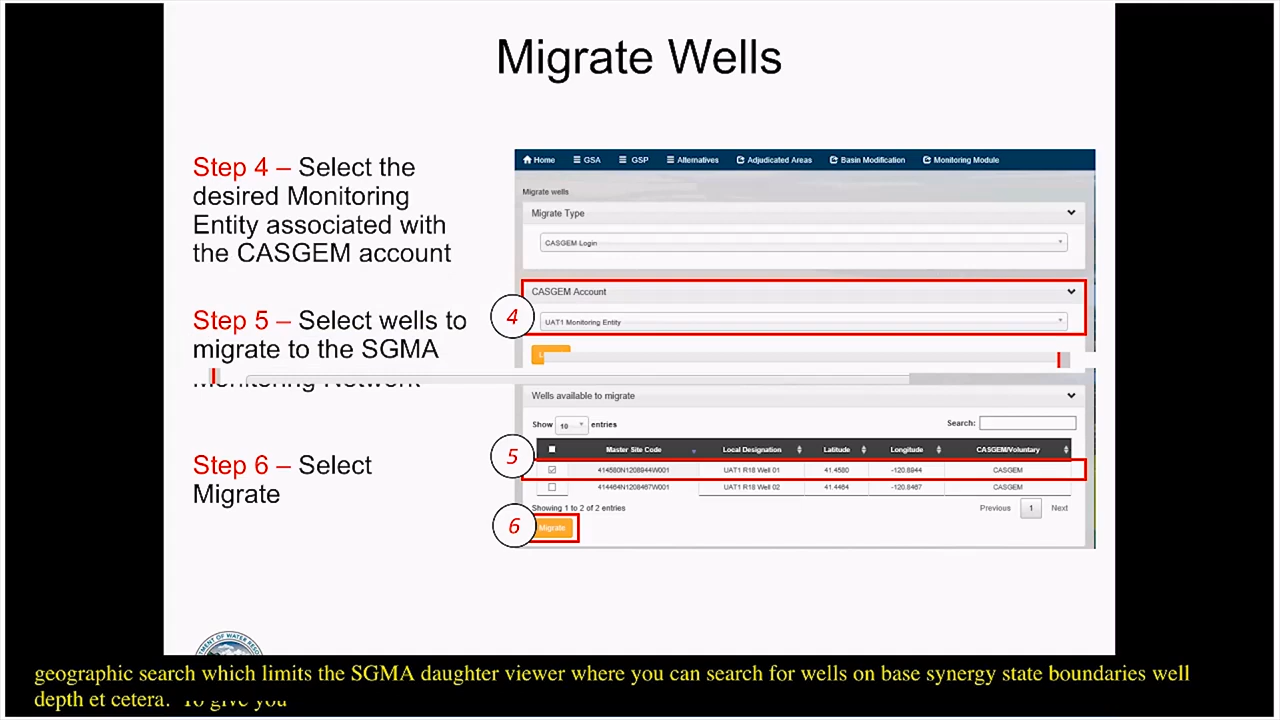 Migrate Wells
Step 4 – Select the
desired Monitoring
Entity associated with
the CASGEM account
Step 5 – Select wells to
migrate to the SGMA
Monitoring Network
Step 6 – Select
Migrate
Home GSA GSP Alternatives Adjudicated Areas Basin Modification Monitoring Module
Migrate wells
Migrate Type
CASGEM Login
CASGEM Account
4
UAT1 Monitoring Entity
Wells available to migrate
Show 10 entries Search:
5
Master Site Code Local Designation Latitude Longitude CASGEM/Voluntary
414580N1208944W001 UAT1 R18 Well 01 41.4580 -120.8944 CASGEM
414464N1208467W001 UAT1 R18 Well 02 41.4464 -120.8467 CASGEM
Showing 1 to 2 of 2 entries Previous 1 Next
6
Migrate
geographic search which limits the SGMA daughter viewer where you can search for wells on base synergy state boundaries well
depth et cetera. To give you